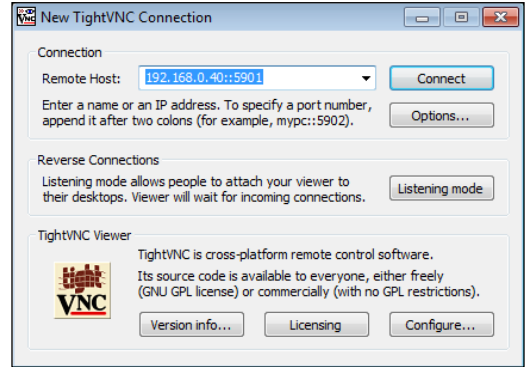 New TightVNC Connection
Connection
Remote Host:
192.168.0.40::5901
Connect
Enter a name or an IP address. To specify a port number,
append it after two colons (for example, mypc::5902).
Options...
Reverse Connections
Listening mode allows people to attach your viewer to
their desktops. Viewer will wait for incoming connections.
Listening mode
TightVNC Viewer
tight
VNC
TightVNC is cross-platform remote control software.
Its source code is available to everyone, either freely
(GNU GPL license) or commercially (with no GPL restrictions).
Version info...
Licensing
Configure...